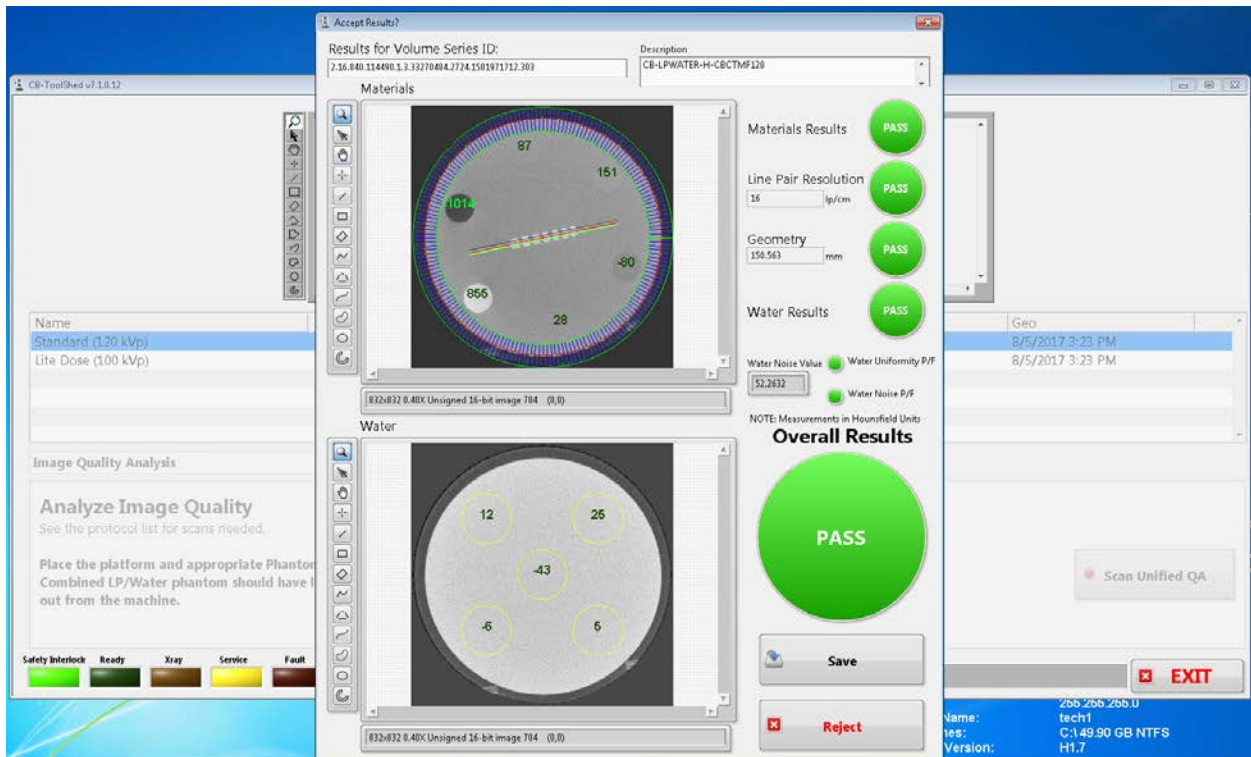 Accept Results?
Results for Volume Series ID:
2.16.840.114490.1.3.33270484.2724.1501971712.303
Description
CB-LPWATER-H-CBCTMF120
CB-ToolShed v7.1.0.12
Materials
87
151
1014
-80
855
28
832x832 0.40X Unsigned 16-bit image 704 (0,0)
Materials Results
PASS
Line Pair Resolution
16 lp/cm
PASS
Geometry
150.563 mm
PASS
Water Results
PASS
Water Noise Value
52.2632
Water Uniformity P/F
Water Noise P/F
NOTE: Measurements in Hounsfield Units
Overall Results
PASS
Water
12
25
-43
-6
5
832x832 0.40X Unsigned 16-bit image 704 (0,0)
Save
Reject
Name
Geo
Standard (120 kVp)
8/5/2017 3:23 PM
Lite Dose (100 kVp)
8/5/2017 3:23 PM
Image Quality Analysis
Analyze Image Quality
See the protocol list for scans needed.
Place the platform and appropriate Phantom
Combined LP/Water phantom should have
out from the machine.
Scan Unified QA
Safety Interlock
Ready
Xray
Service
Fault
EXIT
255.255.255.0
Name: tech1
C:\ 49.90 GB NTFS
Version: H1.7